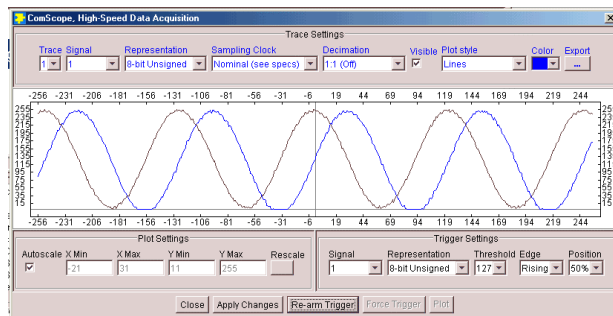 ComScope, High-Speed Data Acquisition
Trace Settings
Trace Signal Representation Sampling Clock Decimation Visible Plot style Color Export
1 1 8-bit Unsigned Nominal (see specs) 1:1 (Off) Lines ...
-256 -231 -206 -181 -156 -131 -106 -81 -56 -31 -6 19 44 69 94 119 144 169 194 219 244
255 255
235 235
215 215
195 195
175 175
155 155
135 135
115 115
95 95
75 75
55 55
35 35
15 15
-256 -231 -206 -181 -156 -131 -106 -81 -56 -31 -6 19 44 69 94 119 144 169 194 219 244
Plot Settings
Autoscale X Min X Max Y Min Y Max Rescale
-21 31 11 255
Trigger Settings
Signal Representation Threshold Edge Position
1 8-bit Unsigned 127 Rising 50%
Close Apply Changes Re-arm Trigger Force Trigger Plot